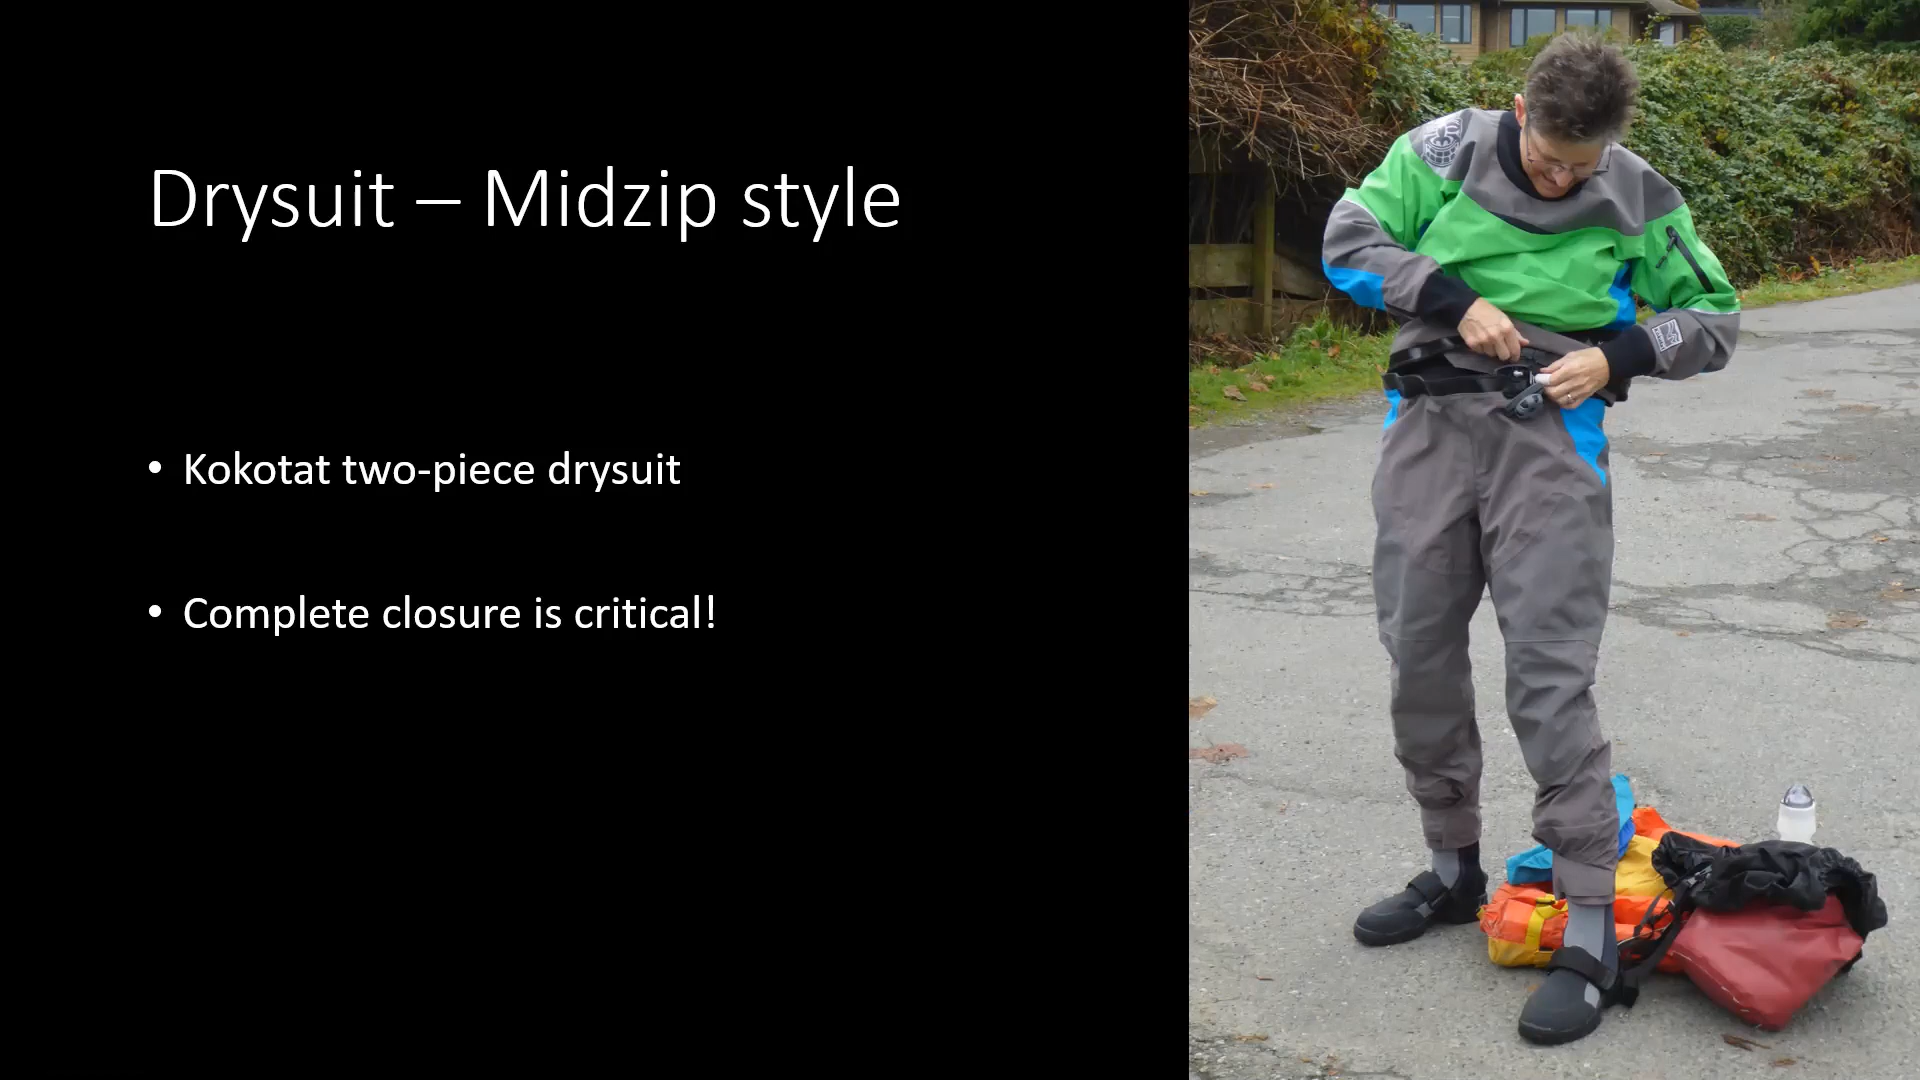 Drysuit – Midzip style
• Kokotat two-piece drysuit
• Complete closure is critical!